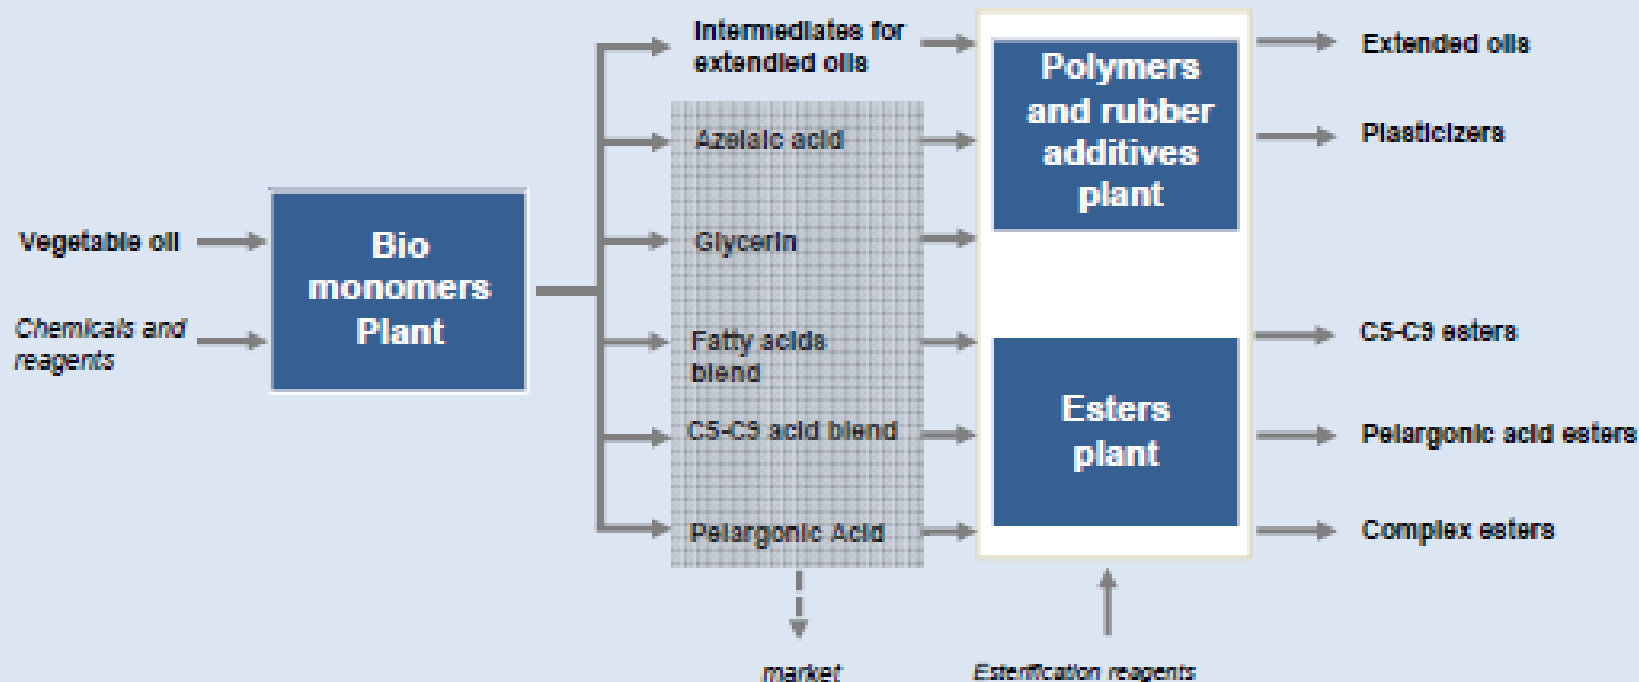 Vegetable oil
Chemicals and
reagents
Bio
monomers
Plant
Intermediates for
extended oils
Azelaic acid
Glycerin
Fatty acids
blend
C5-C9 acid blend
Pelargonic Acid
market
Polymers
and rubber
additives
plant
Esters
plant
Esterification reagents
Extended oils
Plasticizers
C5-C9 esters
Pelargonic acid esters
Complex esters